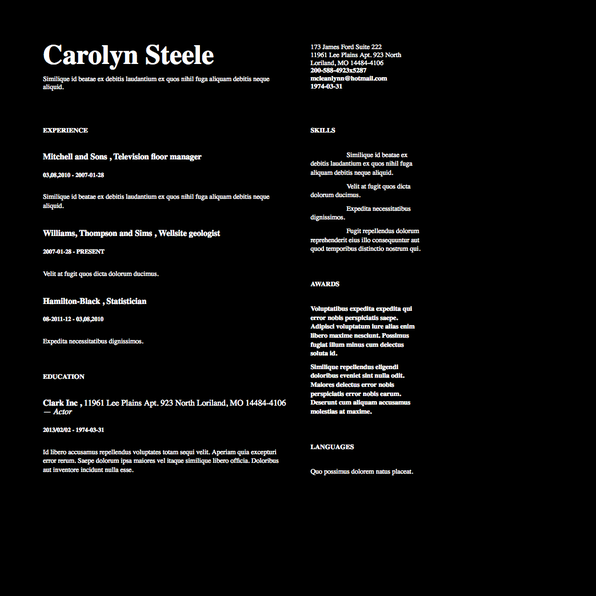 Carolyn Steele
Similique id beatae ex debitis laudantium ex quos nihil fuga aliquam debitis neque
aliquid.
173 James Ford Suite 222
11961 Lee Plains Apt. 923 North
Loriland, MO 14484-4106
200-588-4923x5287
mcleanlynn@hotmail.com
1974-03-31
EXPERIENCE
Mitchell and Sons , Television floor manager
03,08,2010 - 2007-01-28
Similique id beatae ex debitis laudantium ex quos nihil fuga aliquam debitis neque
aliquid.
Williams, Thompson and Sims , Wellsite geologist
2007-01-28 - PRESENT
Velit at fugit quos dicta dolorum ducimus.
Hamilton-Black , Statistician
08-2011-12 - 03,08,2010
Expedita necessitatibus dignissimos.
EDUCATION
Clark Inc , 11961 Lee Plains Apt. 923 North Loriland, MO 14484-4106
— Actor
2013/02/02 - 1974-03-31
Id libero accusamus repellendus voluptates totam sequi velit. Aperiam quia excepturi
error rerum. Saepe dolorum ipsa maiores vel itaque similique libero officia. Doloribus
aut inventore incidunt nulla esse.
SKILLS
Similique id beatae ex
debitis laudantium ex quos nihil fuga
aliquam debitis neque aliquid.
Velit at fugit quos dicta
dolorum ducimus.
Expedita necessitatibus
dignissimos.
Fugit repellendus dolorum
reprehenderit eius illo consequuntur aut
quod temporibus distinctio nostrum qui.
AWARDS
Voluptatibus expedita expedita qui
error nobis perspiciatis saepe.
Adipisci voluptatum iure alias enim
libero maxime nesciunt. Possimus
fugiat illum minus cum delectus
soluta id.
Similique repellendus eligendi
doloribus eveniet sint nulla odit.
Maiores delectus error nobis
perspiciatis error nobis earum.
Deserunt cum aliquam accusamus
molestias at maxime.
LANGUAGES
Quo possimus dolorem natus placeat.